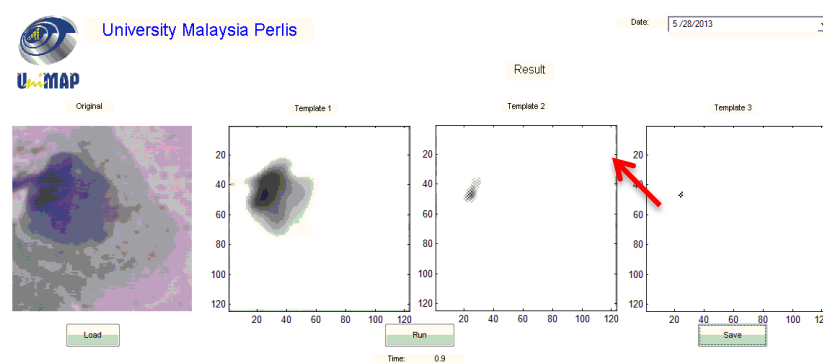 University Malaysia Perlis
Date: 5 /28/2013
UniMAP
Result
Original
Template 1
Template 2
Template 3
20
40
60
80
100
120
20 40 60 80 100 120
20
40
60
80
100
120
20 40 60 80 100 120
20
40
60
80
100
120
20 40 60 80 100 12
Load
Run
Save
Time: 0.9